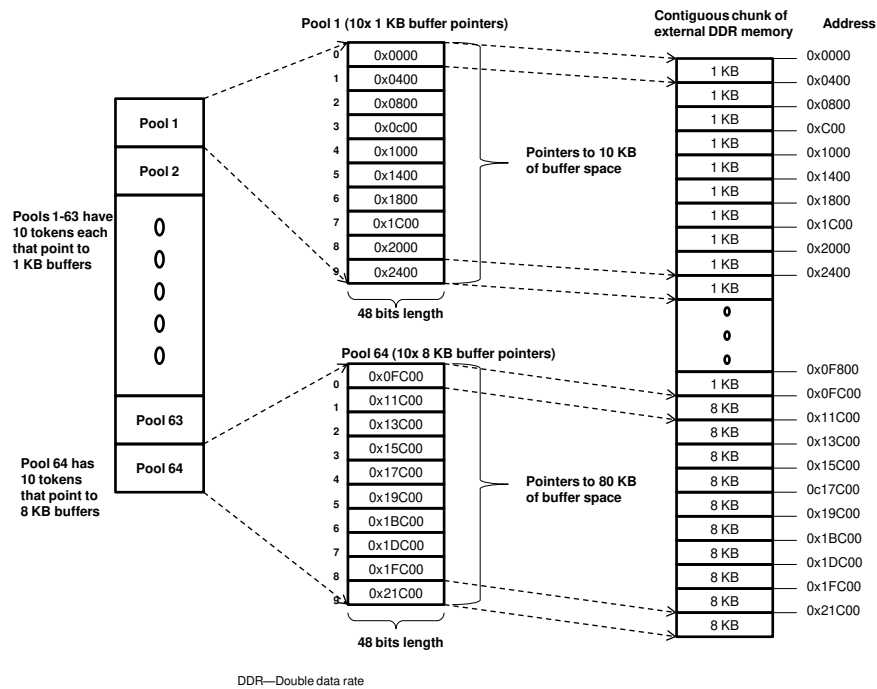 Pool 1 (10x 1 KB buffer pointers)
Contiguous chunk of
external DDR memory
Address
Pool 1
Pool 2
0
0
0
0
0
Pool 63
Pool 64
Pools 1-63 have
10 tokens each
that point to
1 KB buffers
Pool 64 has
10 tokens
that point to
8 KB buffers
0 0x0000
1 0x0400
2 0x0800
3 0x0c00
4 0x1000
5 0x1400
6 0x1800
7 0x1C00
8 0x2000
9 0x2400
48 bits length
Pointers to 10 KB
of buffer space
Pool 64 (10x 8 KB buffer pointers)
0 0x0FC00
1 0x11C00
2 0x13C00
3 0x15C00
4 0x17C00
5 0x19C00
6 0x1BC00
7 0x1DC00
8 0x1FC00
9 0x21C00
48 bits length
Pointers to 80 KB
of buffer space
0x0000
1 KB
0x0400
1 KB
0x0800
1 KB
0xC00
1 KB
0x1000
1 KB
0x1400
1 KB
0x1800
1 KB
0x1C00
1 KB
0x2000
1 KB
0x2400
1 KB
0
0
0
0x0F800
1 KB
0x0FC00
8 KB
0x11C00
8 KB
0x13C00
8 KB
0x15C00
8 KB
0c17C00
8 KB
0x19C00
8 KB
0x1BC00
8 KB
0x1DC00
8 KB
0x1FC00
8 KB
0x21C00
8 KB
DDR—Double data rate